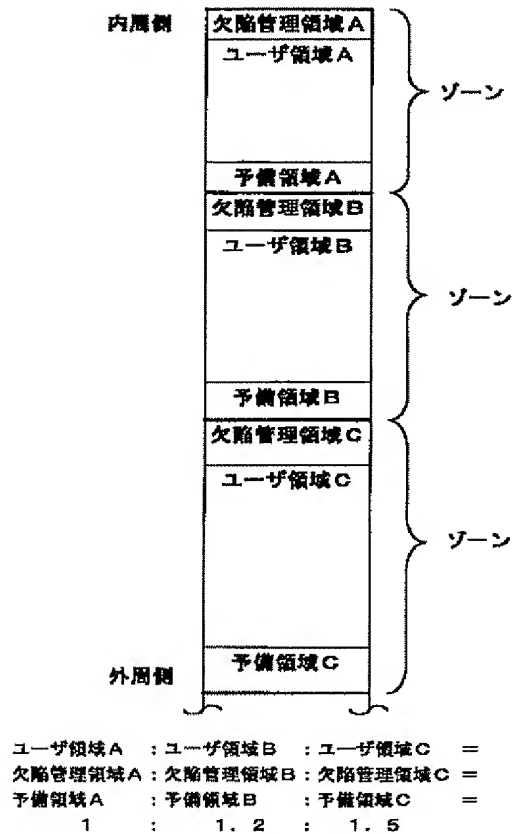 内周側
欠陥管理領域A
ユーザ領域A
ゾーン
予備領域A
欠陥管理領域B
ユーザ領域B
ゾーン
予備領域B
欠陥管理領域C
ユーザ領域C
ゾーン
予備領域C
外周側
ユーザ領域A : ユーザ領域B : ユーザ領域C =
欠陥管理領域A : 欠陥管理領域B : 欠陥管理領域C =
予備領域A : 予備領域B : 予備領域C =
1 : 1.2 : 1.5